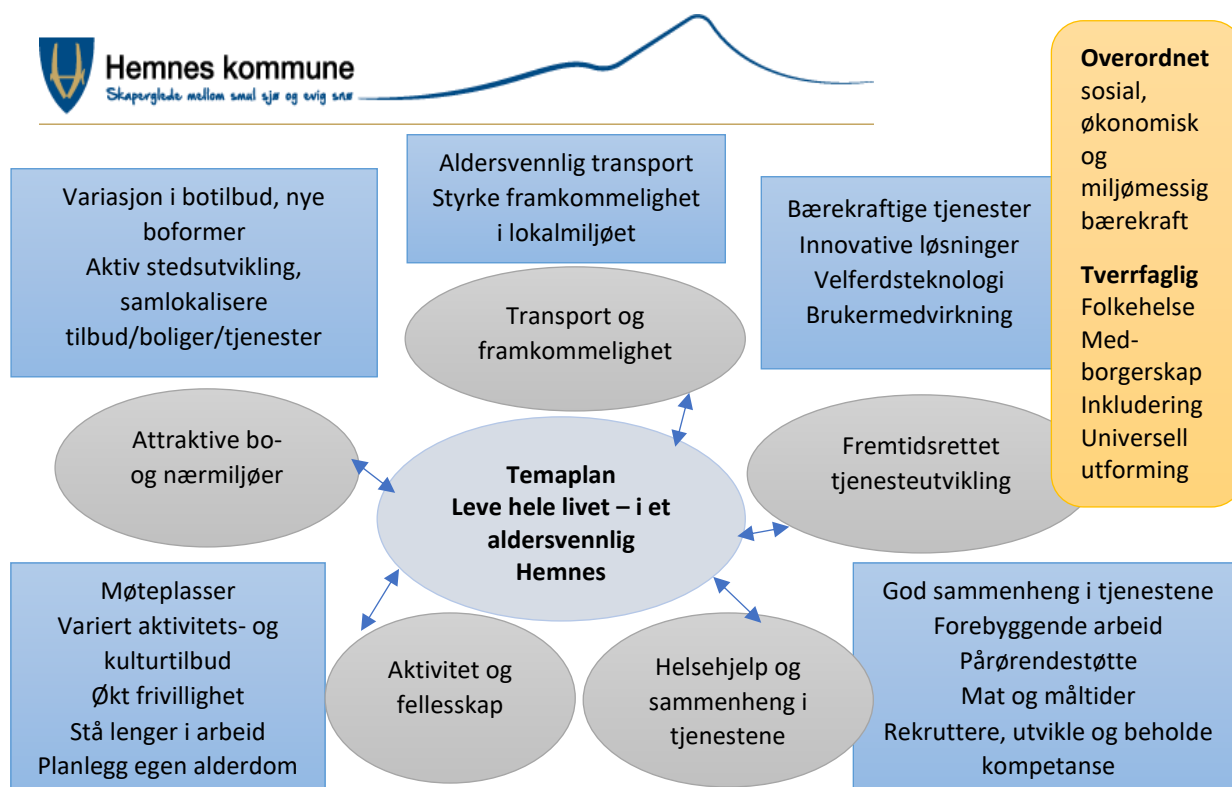 Hemnes kommune
Skaperglede mellom smul sjø og evig snø
Overordnet
sosial,
økonomisk
og
miljømessig
bærekraft
Tverrfaglig
Folkehelse
Med-
borgerskap
Inkludering
Universell
utforming
Variasjon i botilbud, nye
boformer
Aktiv stedsutvikling,
samlokalisere
tilbud/boliger/tjenester
Aldersvennlig transport
Styrke framkommelighet
i lokalmiljøet
Bærekraftige tjenester
Innovative løsninger
Velferdsteknologi
Brukermedvirkning
Transport og
framkommelighet
Attraktive bo-
og nærmiljøer
Fremtidsrettet
tjenesteutvikling
Temaplan
Leve hele livet – i et
aldersvennlig
Hemnes
Møteplasser
Variert aktivitets- og
kulturtilbud
Økt frivillighet
Stå lenger i arbeid
Planlegg egen alderdom
Aktivitet og
fellesskap
Helsehjelp og
sammenheng i
tjenestene
God sammenheng i tjenestene
Forebyggende arbeid
Pårørendestøtte
Mat og måltider
Rekruttere, utvikle og beholde
kompetanse